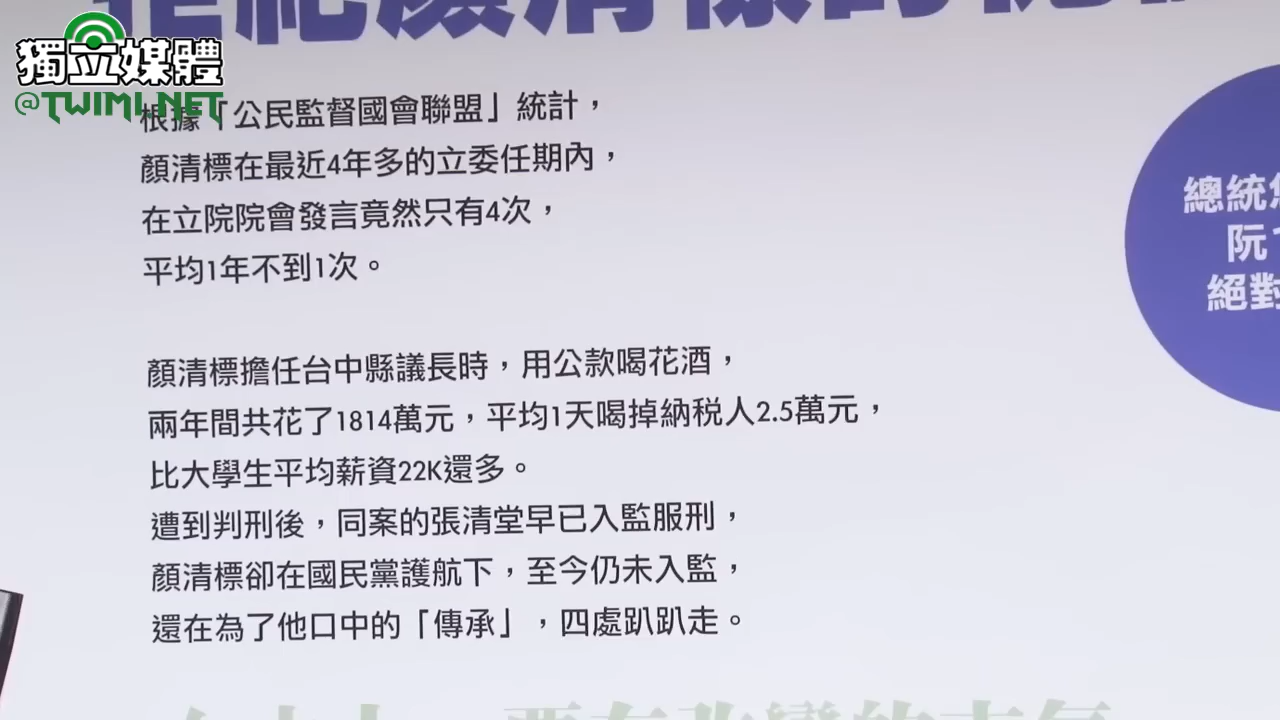 獨立媒體
@TWIMI.NET
根據「公民監督國會聯盟」統計，
顏清標在最近4年多的立委任期內，
在立院院會發言竟然只有4次，
平均1年不到1次。
總統
阮
絕對
顏清標擔任台中縣議長時，用公款喝花酒，
兩年間共花了1814萬元，平均1天喝掉納稅人2.5萬元，
比大學生平均薪資22K還多。
遭到判刑後，同案的張清堂早已入監服刑，
顏清標卻在國民黨護航下，至今仍未入監，
還在為了他口中的「傳承」，四處趴趴走。